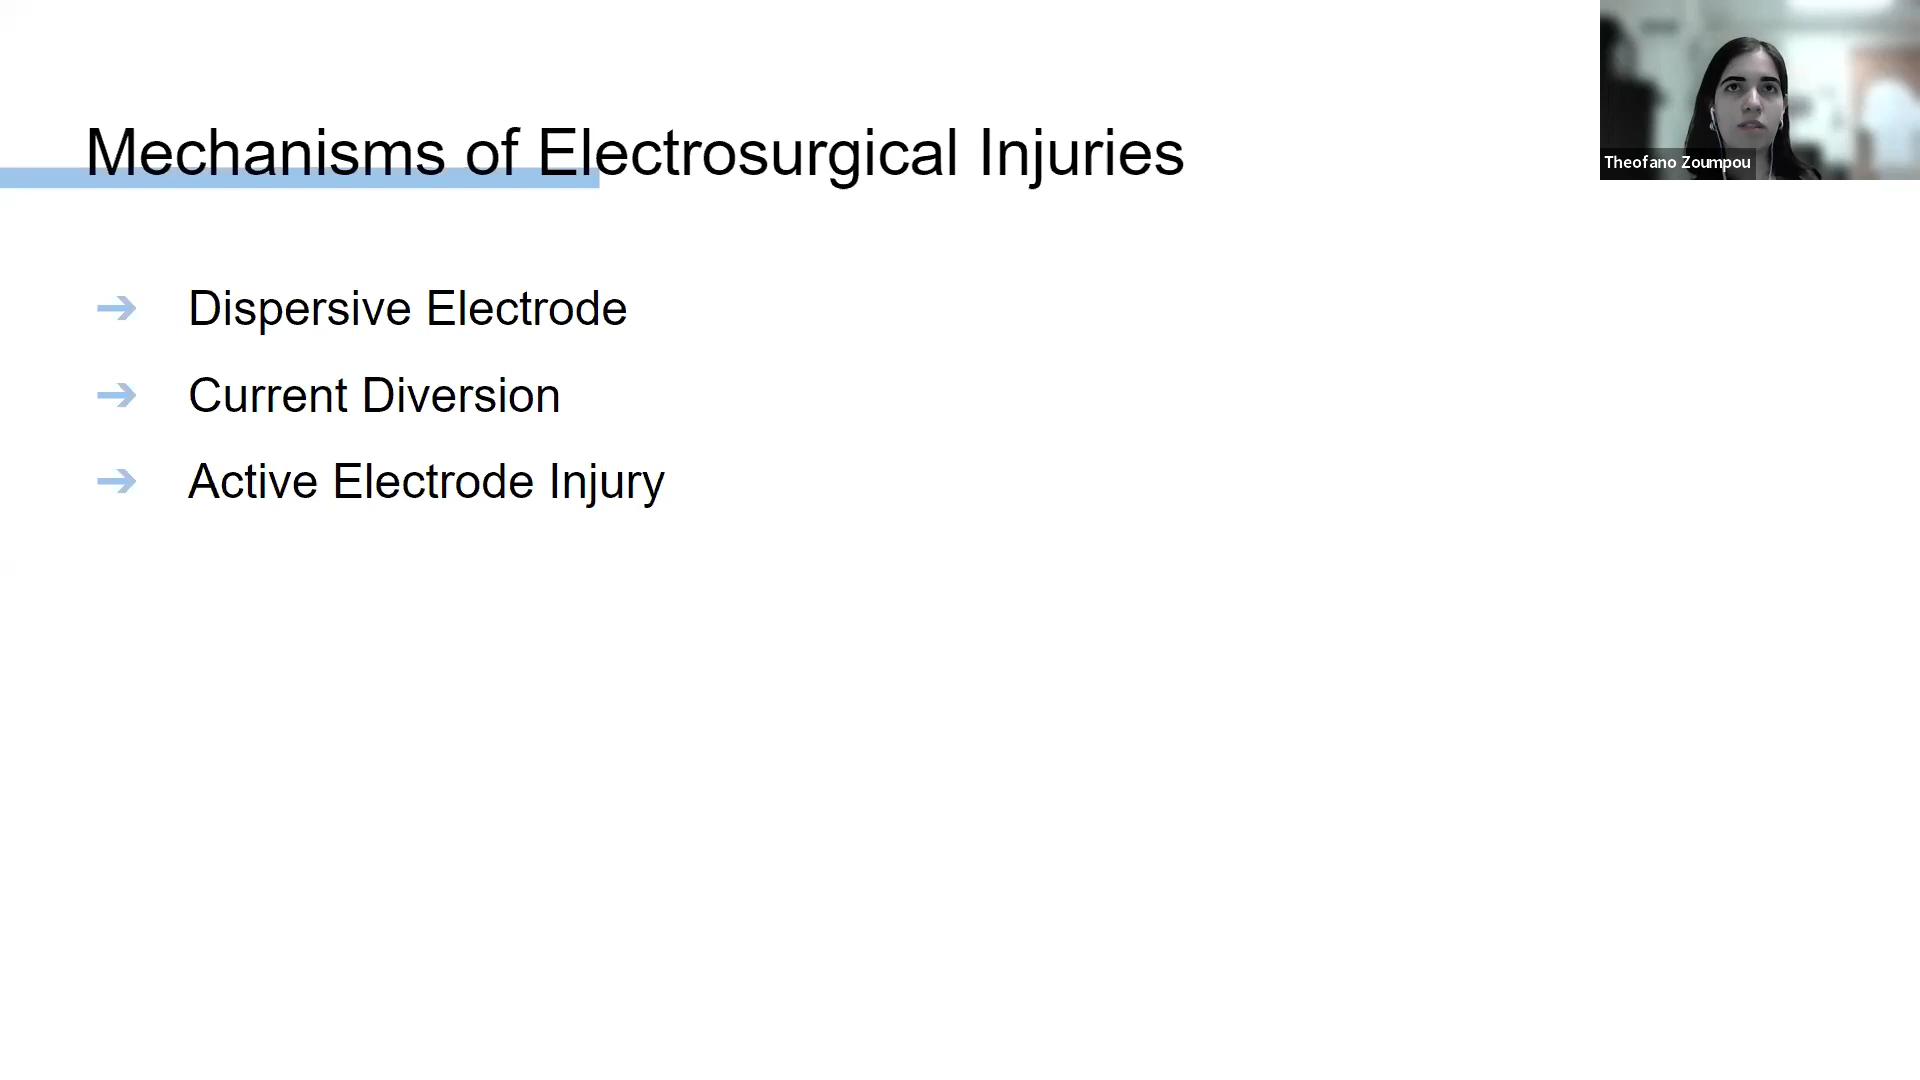 Mechanisms of Electrosurgical Injuries
Theofano Zoumpou
➔ Dispersive Electrode
➔ Current Diversion
➔ Active Electrode Injury